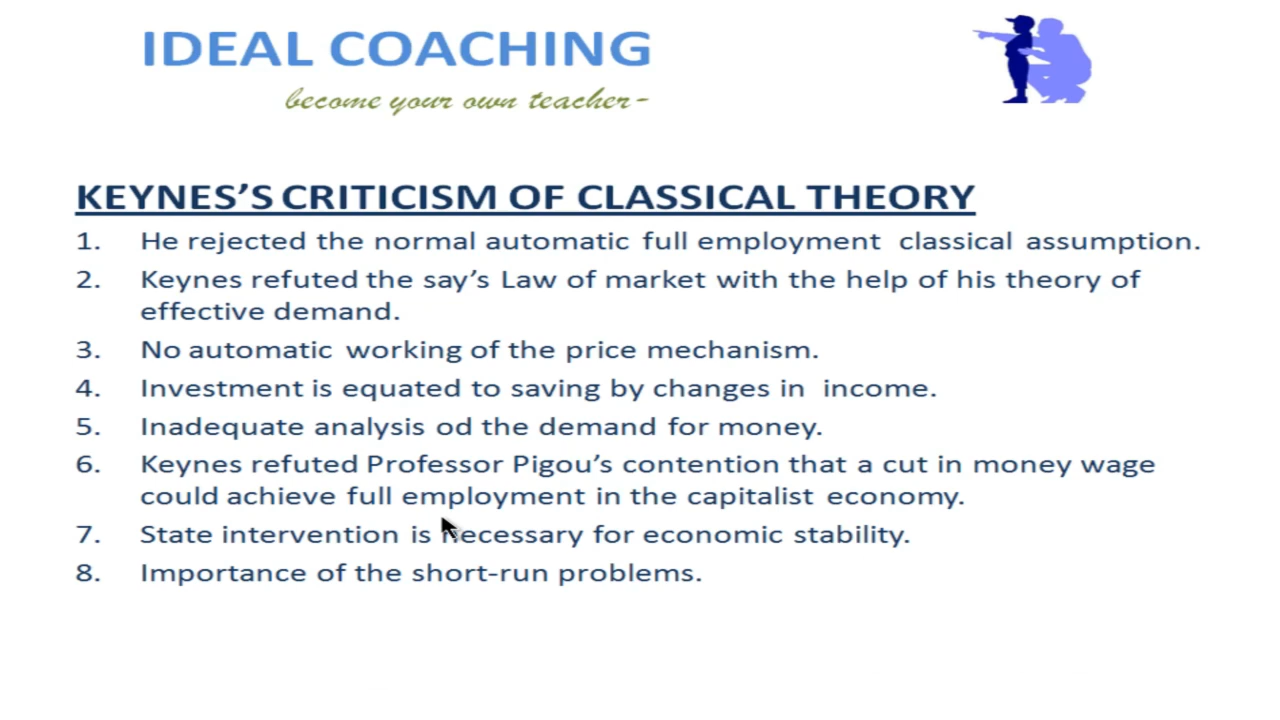 IDEAL COACHING
become your own teacher-
KEYNES’S CRITICISM OF CLASSICAL THEORY
1. He rejected the normal automatic full employment classical assumption.
2. Keynes refuted the say’s Law of market with the help of his theory of
effective demand.
3. No automatic working of the price mechanism.
4. Investment is equated to saving by changes in income.
5. Inadequate analysis od the demand for money.
6. Keynes refuted Professor Pigou’s contention that a cut in money wage
could achieve full employment in the capitalist economy.
7. State intervention is necessary for economic stability.
8. Importance of the short-run problems.